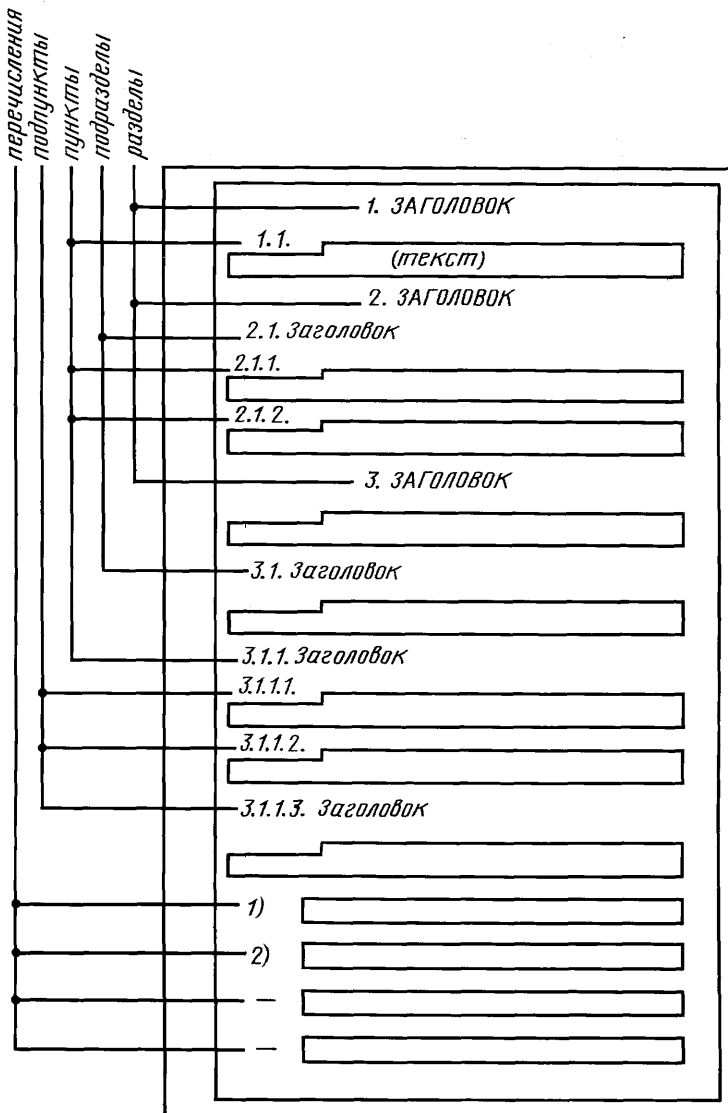 перечисления
подпункты
пункты
подразделы
разделы
1. ЗАГОЛОВОК
1.1.
(текст)
2. ЗАГОЛОВОК
2.1. Заголовок
2.1.1.
2.1.2.
3. ЗАГОЛОВОК
3.1. Заголовок
3.1.1. Заголовок
3.1.1.1.
3.1.1.2.
3.1.1.3. Заголовок
1)
2)
—
—